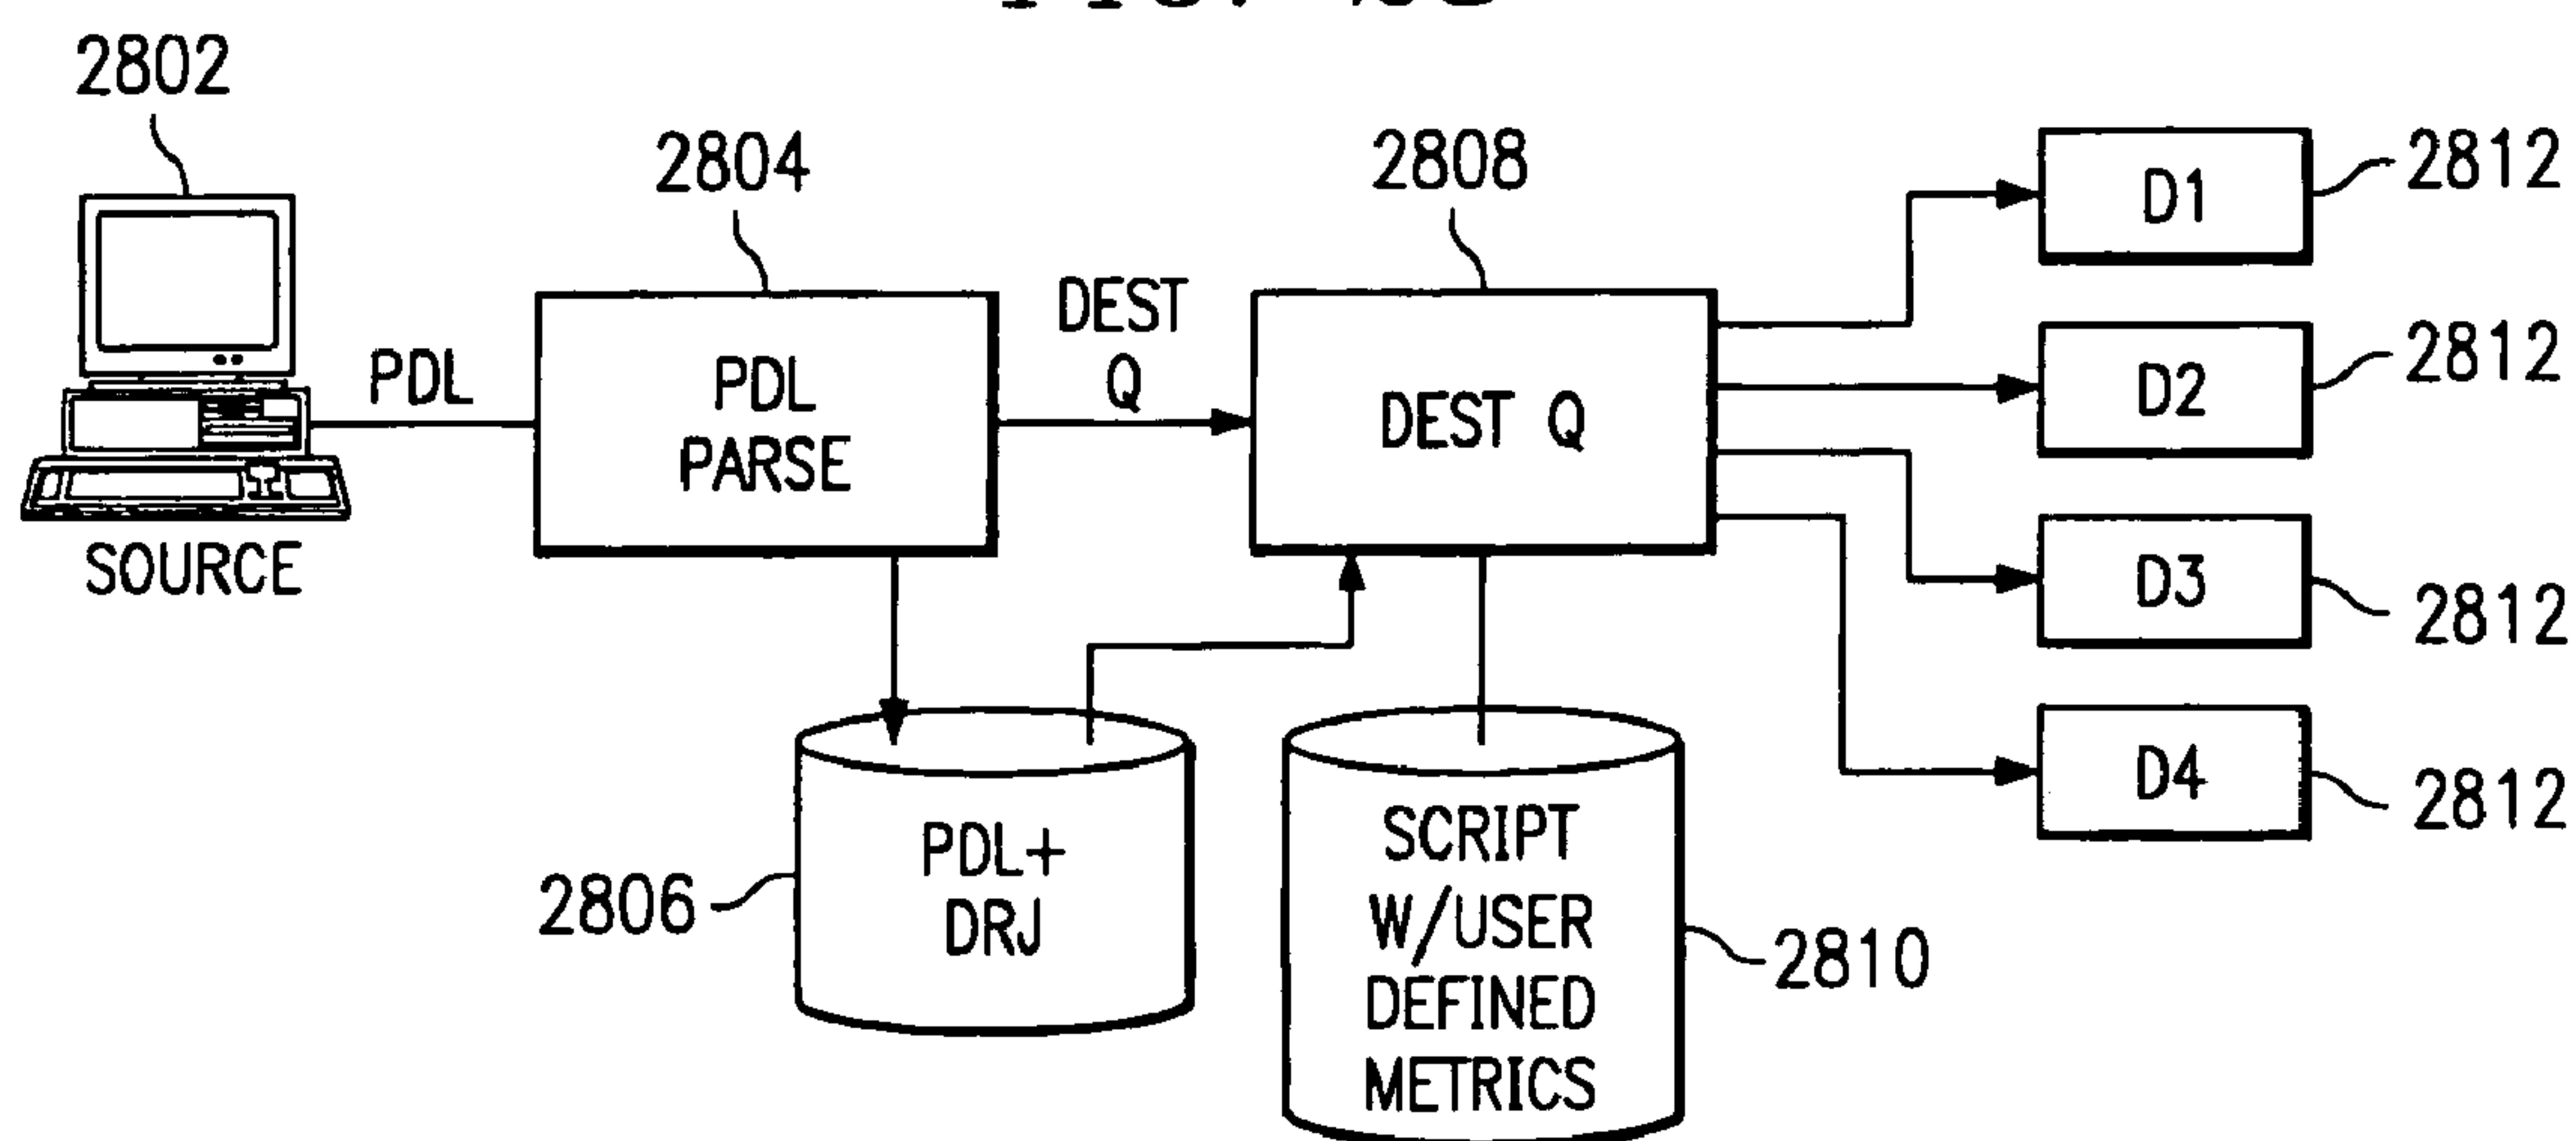 2802
2804
2808
D1
2812
DEST
Q
D2
2812
PDL
PDL
PARSE
DEST Q
SOURCE
D3
2812
D4
2812
PDL+
DRJ
2806
SCRIPT
W/USER
DEFINED
METRICS
2810